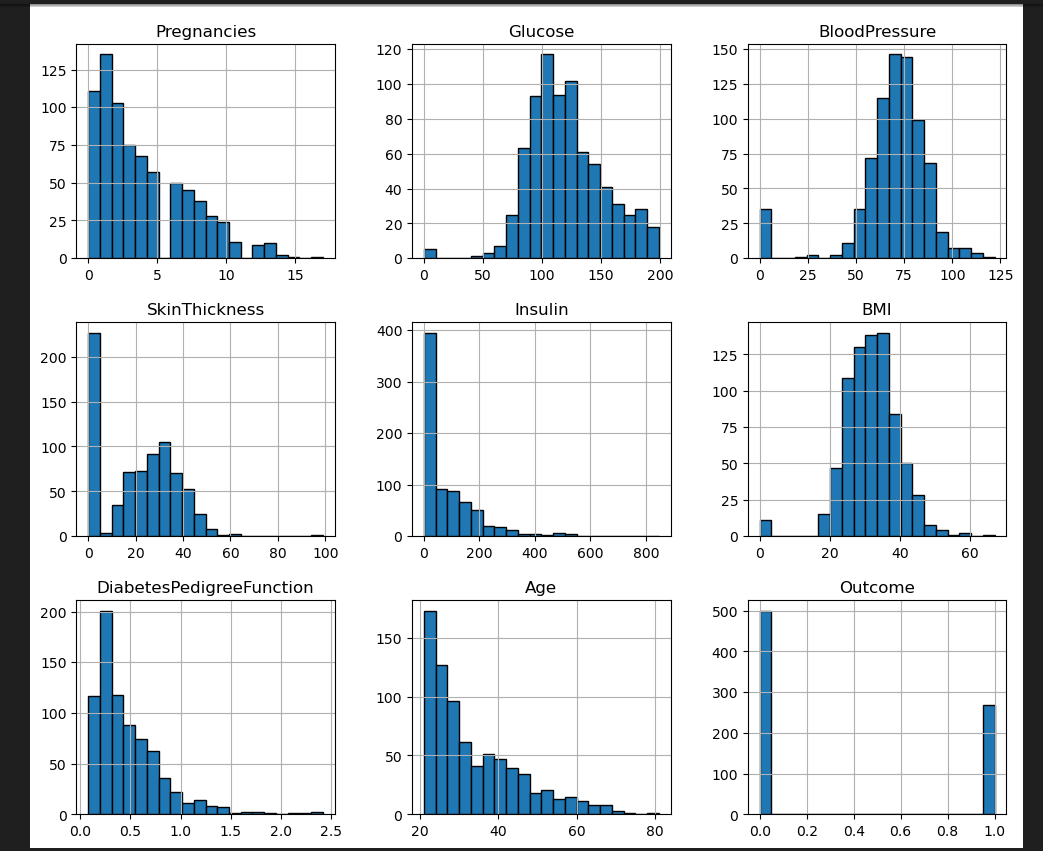 Pregnancies Glucose BloodPressure
125 100 75 50 25 0
0 5 10 15
120 100 80 60 40 20 0
0 50 100 150 200
150 125 100 75 50 25 0
0 25 50 75 100 125
SkinThickness Insulin BMI
200 150 100 50 0
0 20 40 60 80 100
400 300 200 100 0
0 200 400 600 800
125 100 75 50 25 0
0 20 40 60
DiabetesPedigreeFunction Age Outcome
200 150 100 50 0
0.0 0.5 1.0 1.5 2.0 2.5
150 100 50 0
20 40 60 80
500 400 300 200 100 0
0.0 0.2 0.4 0.6 0.8 1.0